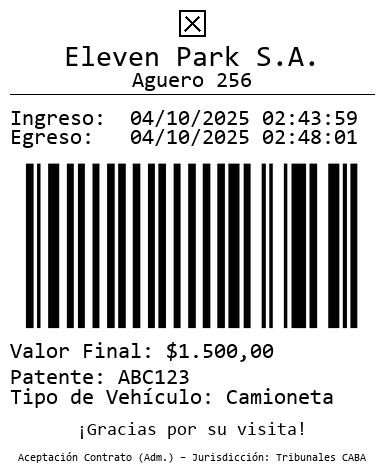 Eleven Park S.A.
Aguero 256
Ingreso: 04/10/2025 02:43:59
Egreso: 04/10/2025 02:48:01
Valor Final: $1.500,00
Patente: ABC123
Tipo de Vehículo: Camioneta
¡Gracias por su visita!
Aceptación Contrato (Adm.) – Jurisdicción: Tribunales CABA